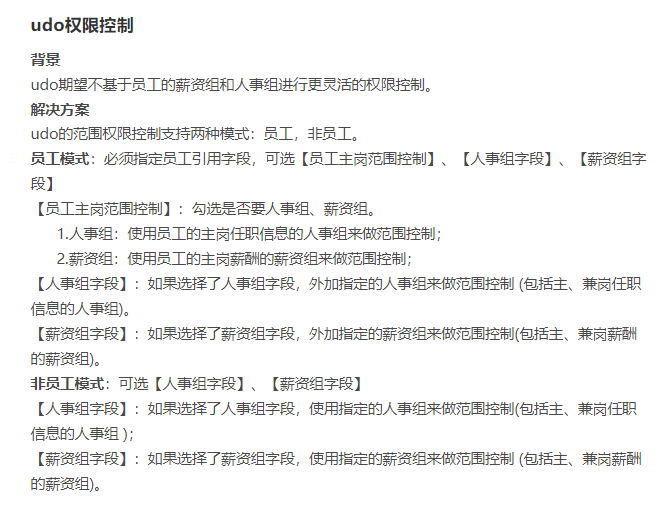 udo权限控制
背景
udo期望不基于员工的薪资组和人事组进行更灵活的权限控制。
解决方案
udo的范围权限控制支持两种模式：员工，非员工。
员工模式：必须指定员工引用字段，可选【员工主岗范围控制】、【人事组字段】、【薪资组字
段】
【员工主岗范围控制】：勾选是否要人事组、薪资组。
1.人事组：使用员工的主岗任职信息的人事组来做范围控制；
2.薪资组：使用员工的主岗薪酬的薪资组来做范围控制；
【人事组字段】：如果选择了人事组字段，外加指定的人事组来做范围控制 (包括主、兼岗任职
信息的人事组)。
【薪资组字段】：如果选择了薪资组字段，外加指定的薪资组来做范围控制(包括主、兼岗薪酬
的薪资组)。
非员工模式：可选【人事组字段】、【薪资组字段】
【人事组字段】：如果选择了人事组字段，使用指定的人事组来做范围控制(包括主、兼岗任职
信息的人事组 )；
【薪资组字段】：如果选择了薪资组字段，使用指定的薪资组来做范围控制 (包括主、兼岗薪酬
的薪资组)。